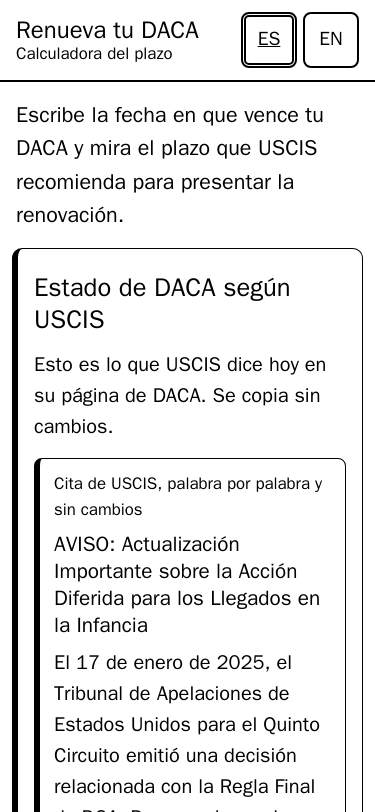 Renueva tu DACA
Calculadora del plazo
ES
EN
Escribe la fecha en que vence tu
DACA y mira el plazo que USCIS
recomienda para presentar la
renovación.
Estado de DACA según
USCIS
Esto es lo que USCIS dice hoy en
su página de DACA. Se copia sin
cambios.
Cita de USCIS, palabra por palabra y
sin cambios
AVISO: Actualización
Importante sobre la Acción
Diferida para los Llegados en
la Infancia
El 17 de enero de 2025, el
Tribunal de Apelaciones de
Estados Unidos para el Quinto
Circuito emitió una decisión
relacionada con la Regla Final